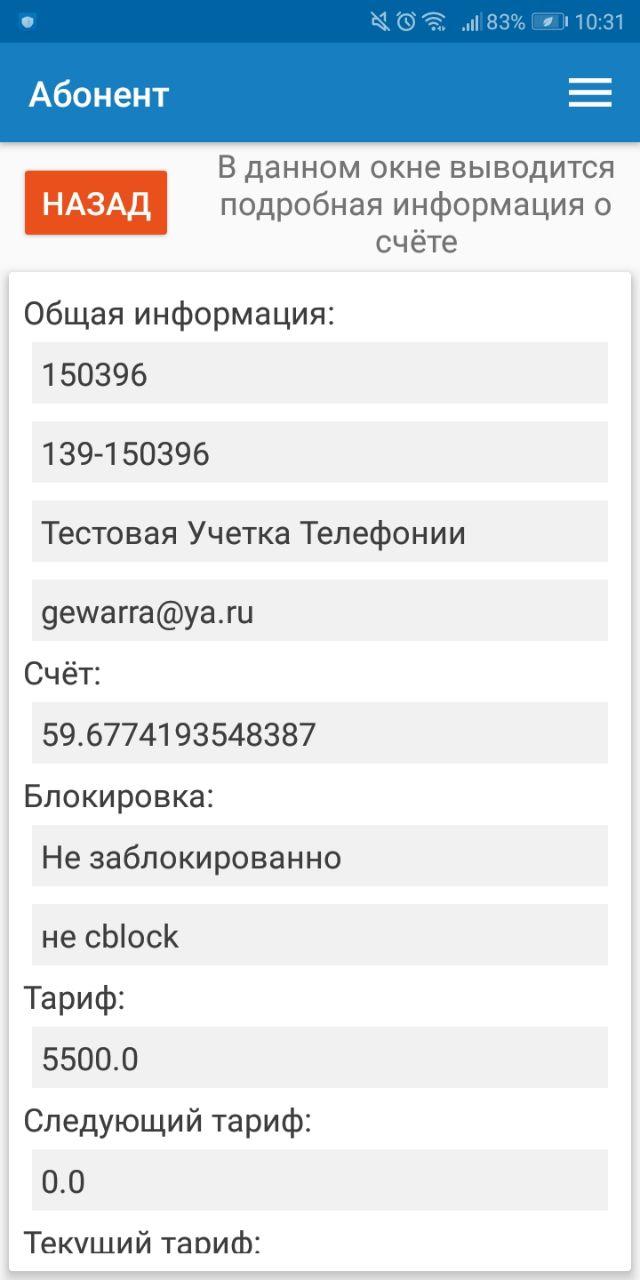 83% 10:31
Абонент
НАЗАД
В данном окне выводится
подробная информация о
счёте
Общая информация:
150396
139-150396
Тестовая Учетка Телефонии
gewarra@ya.ru
Счёт:
59.6774193548387
Блокировка:
Не заблокированно
не cblock
Тариф:
5500.0
Следующий тариф:
0.0
Текущий тариф: